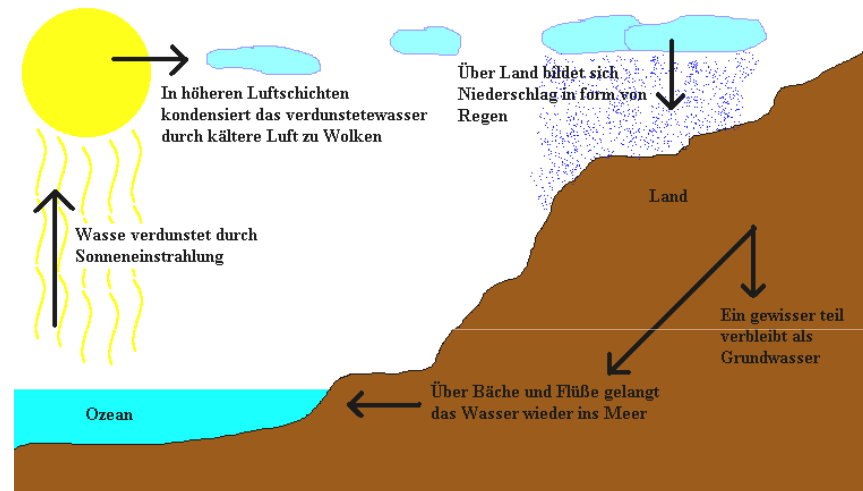 In höheren Luftschichten
kondensiert das verdunstetewasser
durch kältere Luft zu Wolken
Über Land bildet sich
Niederschlag in form von
Regen
Land
Wasse verdunstet durch
Sonneneinstrahlung
Ein gewisser teil
verbleibt als
Grundwasser
Über Bäche und Flüße gelangt
das Wasser wieder ins Meer
Ozean